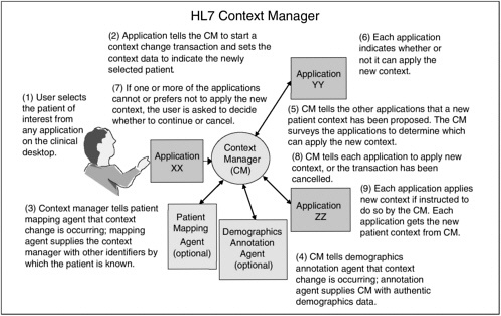 HL7 Context Manager
(2) Application tells the CM to start a
context change transaction and sets the
context data to indicate the newly
selected patient.
(6) Each application
indicates whether or
not it can apply the
new context.
Application
YY
(7) If one or more of the applications
cannot or prefers not to apply the new
context, the user is asked to decide
whether to continue or cancel.
(1) User selects
the patient of
interest from
any application
on the clinical
desktop.
(5) CM tells the other applications that a new
patient context has been proposed. The CM
surveys the applications to determine which
can apply the new context.
Application
XX
Context
Manager
(CM)
(8) CM tells each application to apply new
context, or the transaction has been
cancelled.
(9) Each application applies
new context if instructed to
do so by the CM. Each
application gets the new
patient context from CM.
Application
ZZ
(3) Context manager tells patient
mapping agent that context
change is occurring; mapping
agent supplies the context
manager with other identifiers by
which the patient is known.
Patient
Mapping
Agent
(optional)
Demographics
Annotation
Agent
(optional)
(4) CM tells demographics
annotation agent that context
change is occurring; annotation
agent supplies CM with authentic
demographics data..